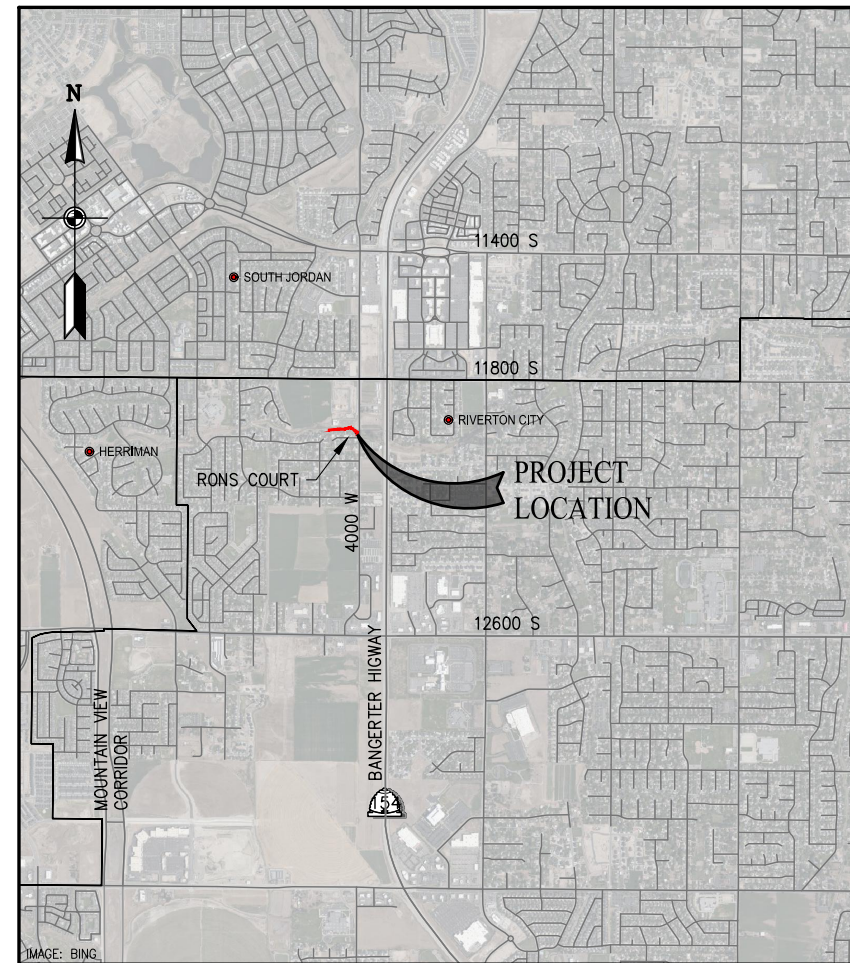 N
11400 S
SOUTH JORDAN
11800 S
RIVERTON CITY
HERRIMAN
RONS COURT
PROJECT
LOCATION
4000 W
12600 S
BANGERTER HIGWAY
MOUNTAIN VIEW
CORRIDOR
154
IMAGE: BING